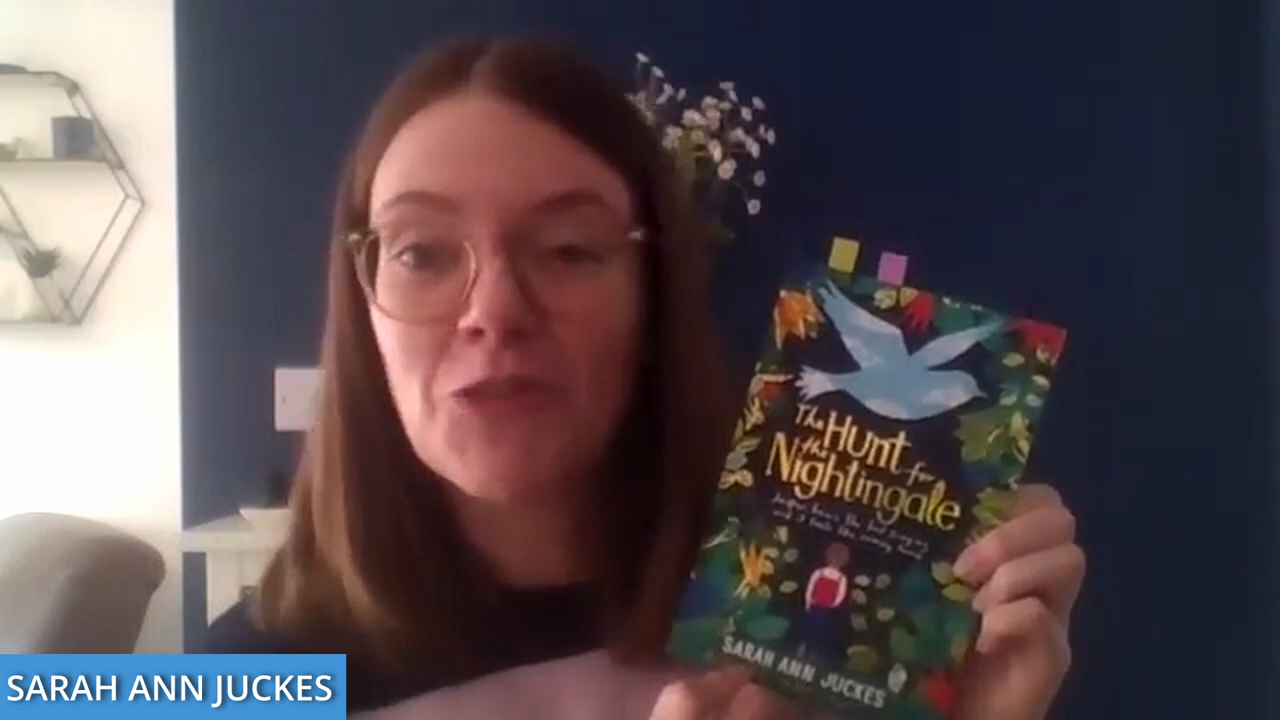 The Hunt for
the
Nightingale
SARAH ANN JUCKES
SARAH ANN JUCKES